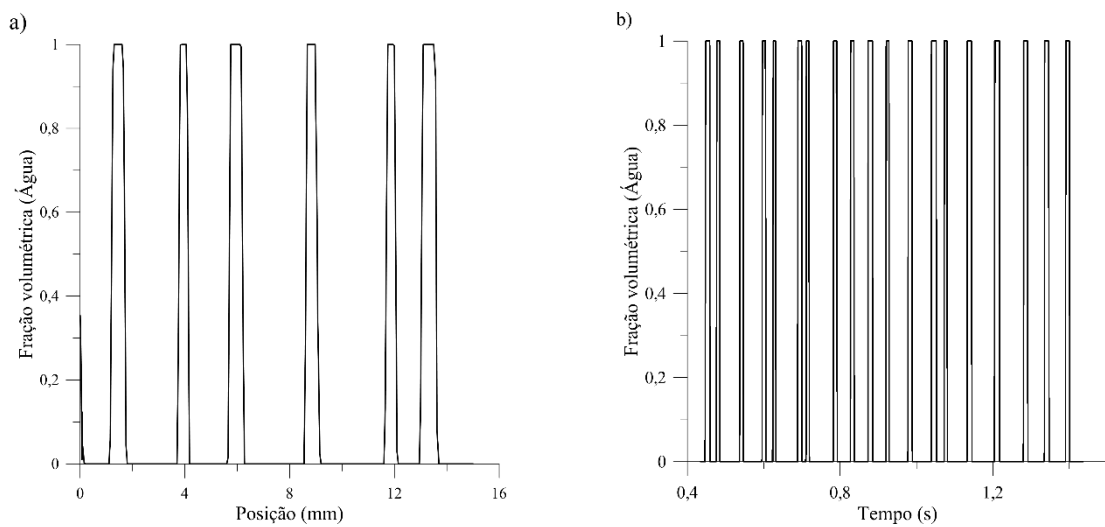 a)
Fração volumétrica (Água)
1
0,8
0,6
0,4
0,2
0
0 4 8 12 16
Posição (mm)
b)
Fração volumétrica (Água)
1
0,8
0,6
0,4
0,2
0
0,4 0,8 1,2
Tempo (s)